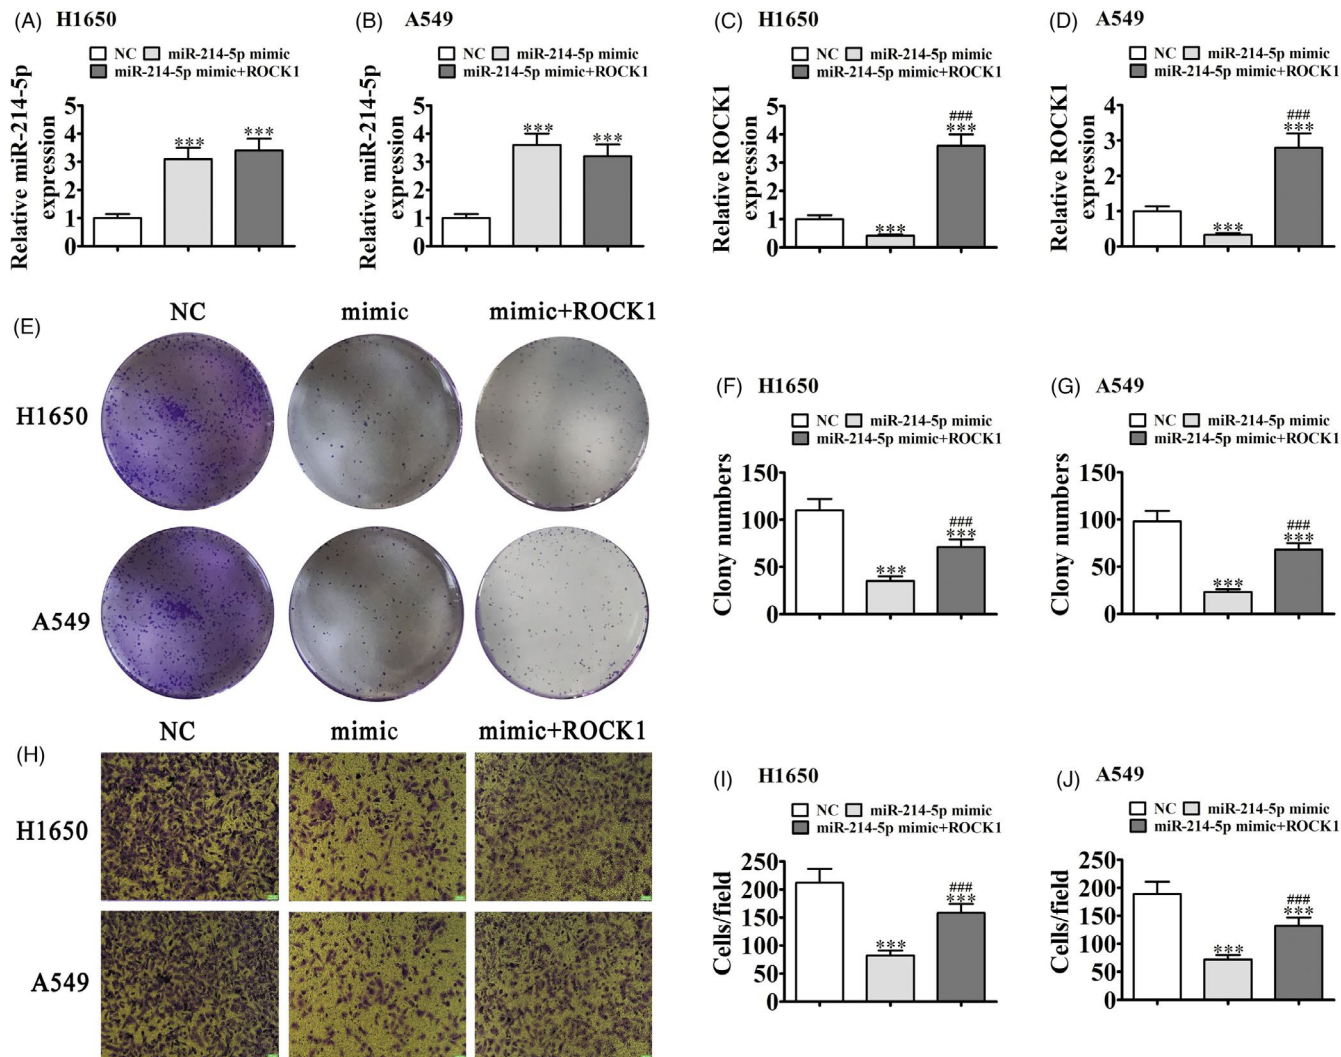 (A) H1650
NC miR-214-5p mimic
miR-214-5p mimic+ROCK1
Relative miR-214-5p
expression
5
4
3
2
1
0
***
***
(B) A549
NC miR-214-5p mimic
miR-214-5p mimic+ROCK1
Relative miR-214-5p
expression
5
4
3
2
1
0
***
***
(C) H1650
NC miR-214-5p mimic
miR-214-5p mimic+ROCK1
Relative ROCK1
expression
5
4
3
2
1
0
***
###
***
(D) A549
NC miR-214-5p mimic
miR-214-5p mimic+ROCK1
Relative ROCK1
expression
4
3
2
1
0
***
###
***
(E)
NC mimic mimic+ROCK1
H1650
A549
(F) H1650
NC miR-214-5p mimic
miR-214-5p mimic+ROCK1
Clony numbers
150
100
50
0
***
###
***
(G) A549
NC miR-214-5p mimic
miR-214-5p mimic+ROCK1
Clony numbers
150
100
50
0
***
###
***
(H)
NC mimic mimic+ROCK1
H1650
A549
(I) H1650
NC miR-214-5p mimic
miR-214-5p mimic+ROCK1
Cells/field
250
200
150
100
50
0
***
###
***
(J) A549
NC miR-214-5p mimic
miR-214-5p mimic+ROCK1
Cells/field
250
200
150
100
50
0
***
###
***